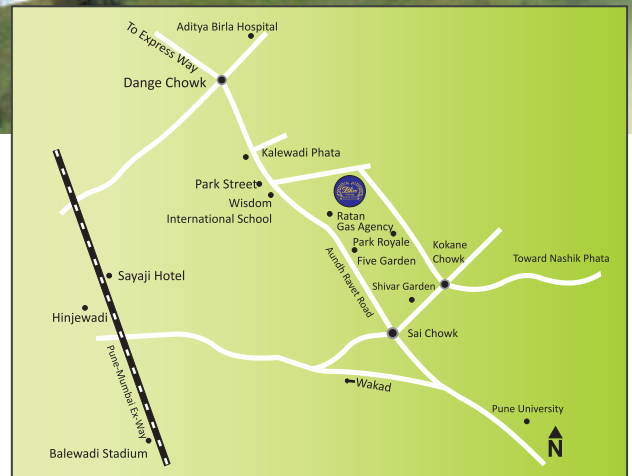 Aditya Birla Hospital
To Express Way
Dange Chowk
Kalewadi Phata
Park Street
Wisdom
International School
Ratan
Gas Agency
Park Royale
Five Garden
Kokane
Chowk
Toward Nashik Phata
Aundh Ravet Road
Shivar Garden
Sayaji Hotel
Hinjewadi
Sai Chowk
Pune-Mumbai Ex-Way
Wakad
Pune University
Balewadi Stadium
N